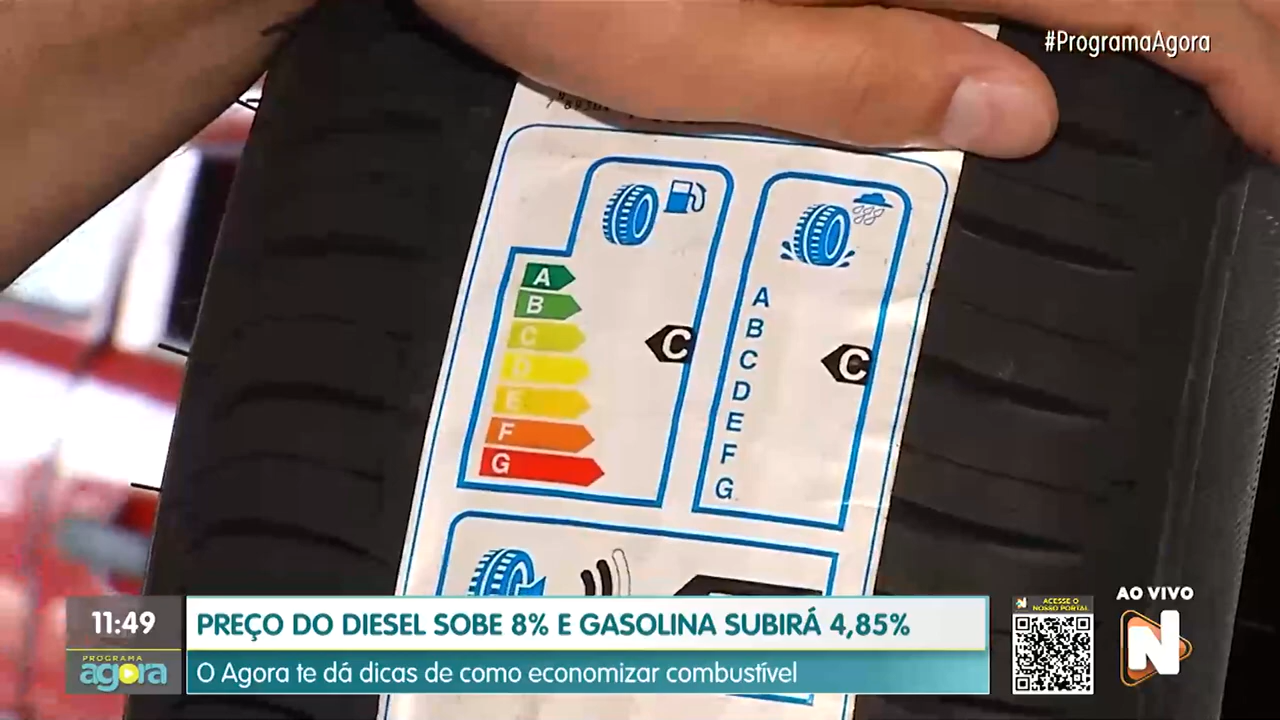 #ProgramaAgora
A
B
C
D
E
F
G
C
A
B
C
D
E
F
G
C
11:49
PREÇO DO DIESEL SOBE 8% E GASOLINA SUBIRÁ 4,85%
PROGRAMA
agora
O Agora te dá dicas de como economizar combustível
ACESSE O
NOSSO PORTAL
AO VIVO
N